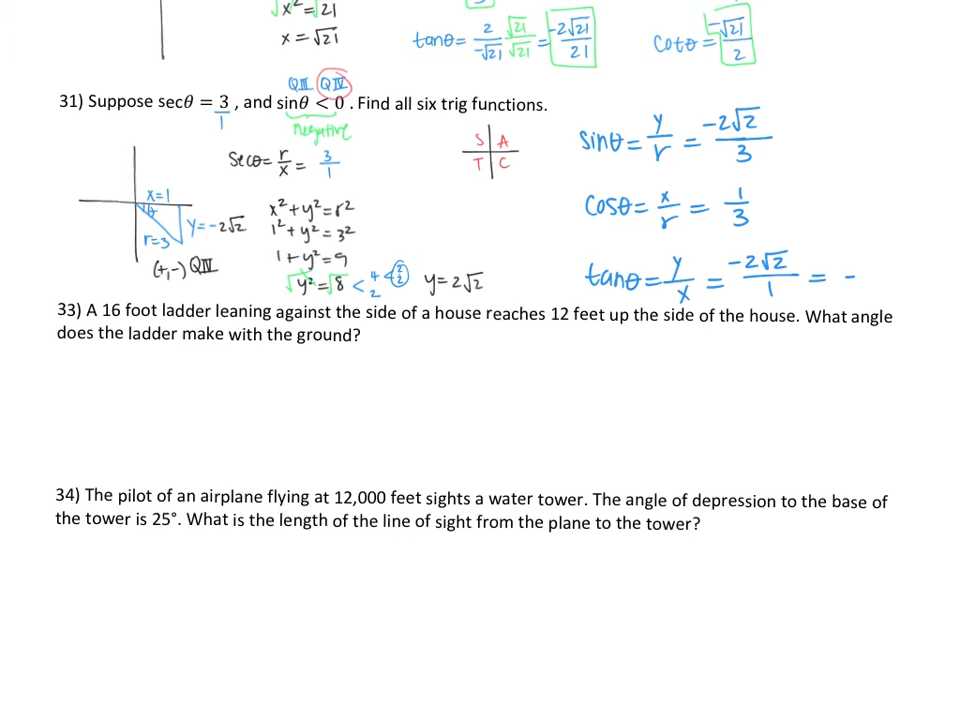 √x² = √21
x = √21
tanθ = 2/-√21 √21/√21 = -2√21/21
cotθ = -√21/2
QIII QIV
31) Suppose secθ = 3 , and sinθ < 0 . Find all six trig functions.
1
negative
S A
T C
secθ = r/x = 3/1
x=1
θ
y=-2√2
r=3
(+,-) QIV
x²+y²=r²
1²+y²=3²
1+y²=9
√y²=√8 < 4 < 2 2
2
y=2√2
sinθ = y/r = -2√2/3
cosθ = x/r = 1/3
tanθ = y/x = -2√2/1 = -
33) A 16 foot ladder leaning against the side of a house reaches 12 feet up the side of the house. What angle
does the ladder make with the ground?
34) The pilot of an airplane flying at 12,000 feet sights a water tower. The angle of depression to the base of
the tower is 25°. What is the length of the line of sight from the plane to the tower?